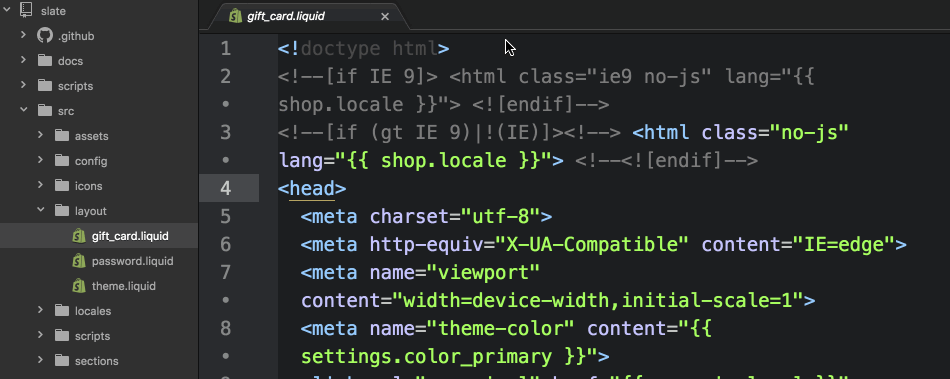 slate
.github
docs
scripts
src
assets
config
icons
layout
gift_card.liquid
password.liquid
theme.liquid
locales
scripts
sections
gift_card.liquid ×
1 <!doctype html>
2 <!--[if IE 9]> <html class="ie9 no-js" lang="{{
• shop.locale }}"> <![endif]-->
3 <!--[if (gt IE 9)|!(IE)]><!--> <html class="no-js"
• lang="{{ shop.locale }}"> <!--<![endif]-->
4 <head>
5 <meta charset="utf-8">
6 <meta http-equiv="X-UA-Compatible" content="IE=edge">
7 <meta name="viewport"
• content="width=device-width,initial-scale=1">
8 <meta name="theme-color" content="{{
• settings.color_primary }}">